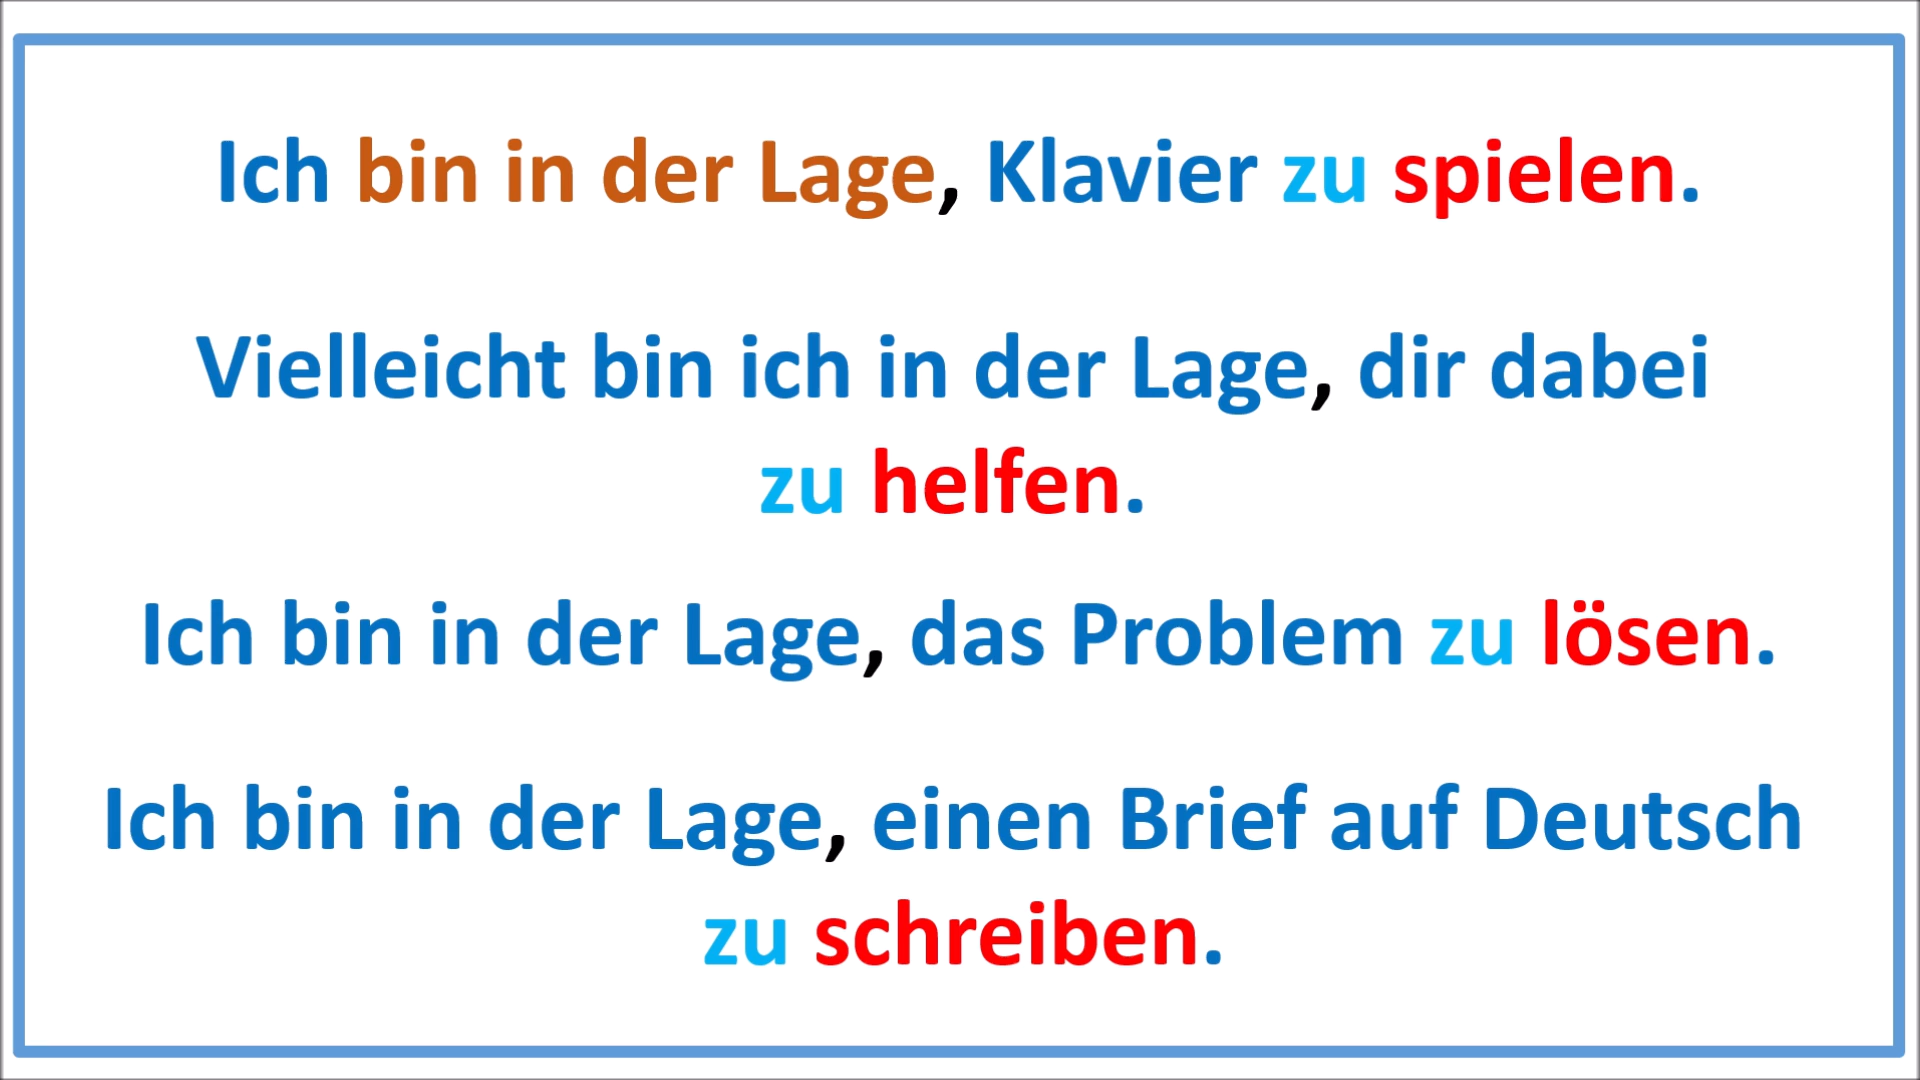 Ich bin in der Lage, Klavier zu spielen.
Vielleicht bin ich in der Lage, dir dabei
zu helfen.
Ich bin in der Lage, das Problem zu lösen.
Ich bin in der Lage, einen Brief auf Deutsch
zu schreiben.